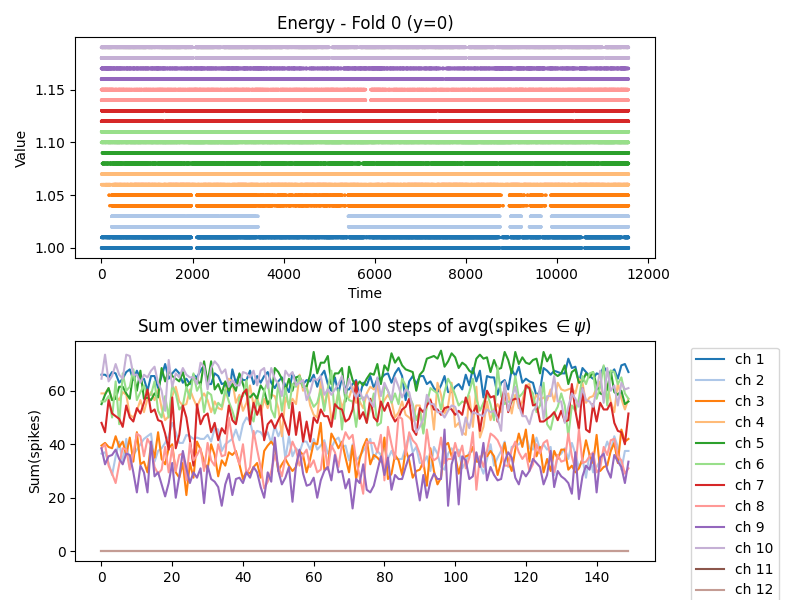 Energy - Fold 0 (y=0)
Value
1.15
1.10
1.05
1.00
0 2000 4000 6000 8000 10000 12000
Time
Sum over timewindow of 100 steps of avg(spikes ∈ ψ)
Sum(spikes)
60
40
20
0
0 20 40 60 80 100 120 140
ch 1
ch 2
ch 3
ch 4
ch 5
ch 6
ch 7
ch 8
ch 9
ch 10
ch 11
ch 12